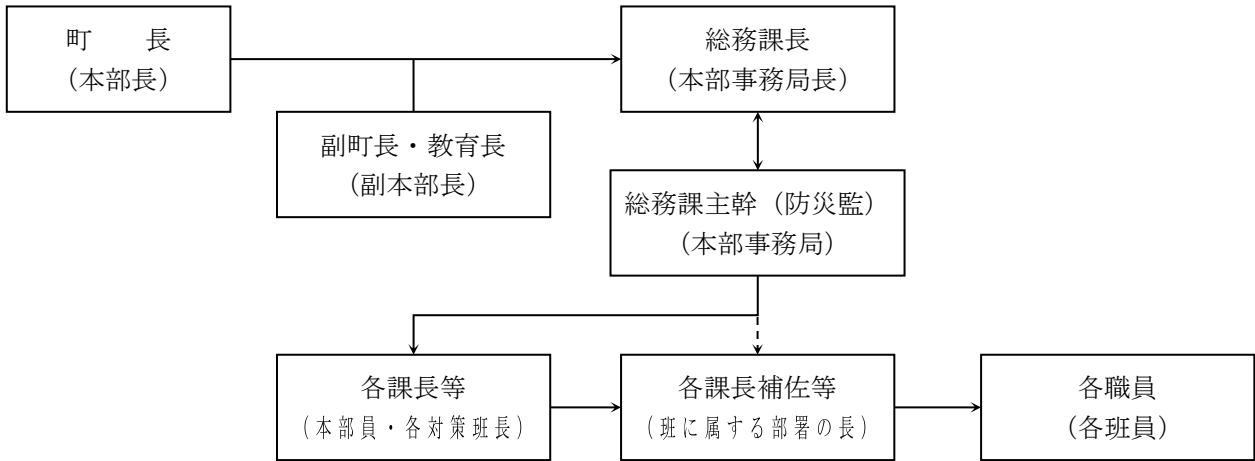 町　　長
（本部長）
総務課長
（本部事務局長）
副町長・教育長
（副本部長）
総務課主幹（防災監）
（本部事務局）
各課長等
（本部員・各対策班長）
各課長補佐等
（班に属する部署の長）
各職員
（各班員）